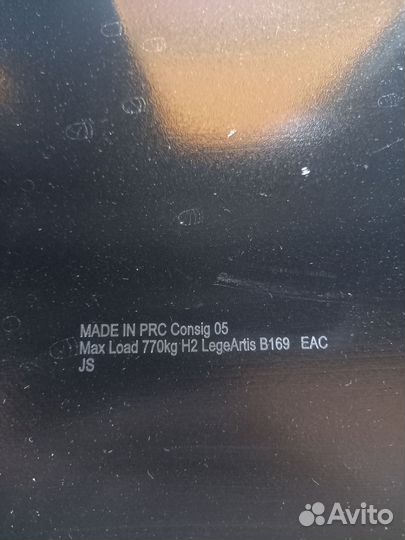 MADE IN PRC Consig 05
Max Load 770kg H2 LegeArtis B169 EAC
JS
Avito